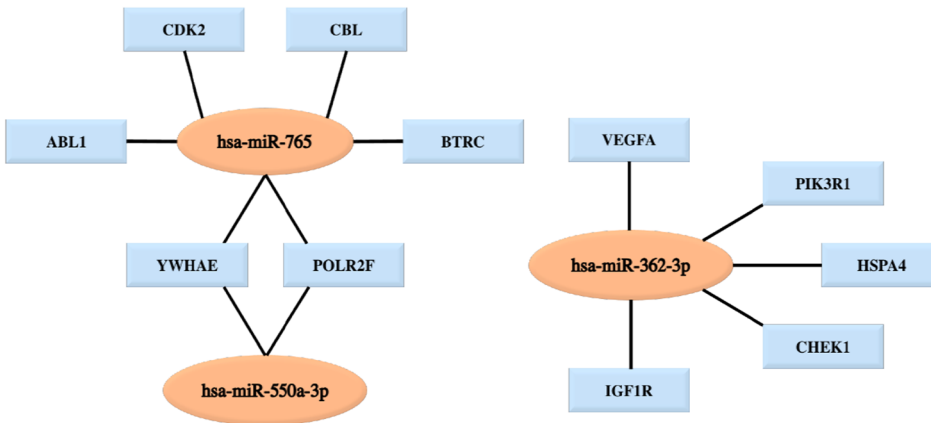 CDK2
CBL
ABL1
hsa-miR-765
BTRC
YWHAE
POLR2F
hsa-miR-550a-3p
VEGFA
PIK3R1
hsa-miR-362-3p
HSPA4
CHEK1
IGF1R